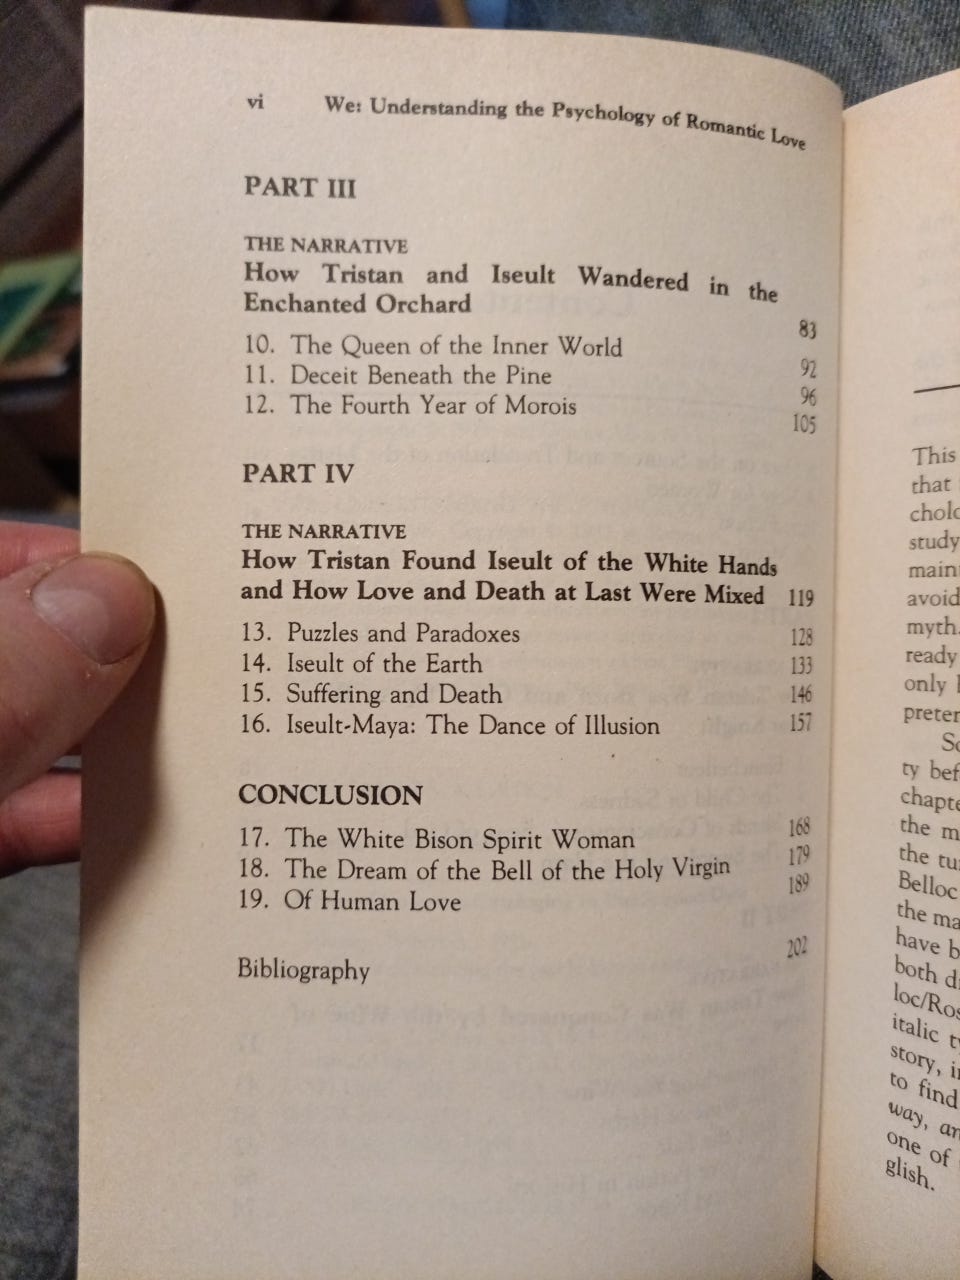 vi We: Understanding the Psychology of Romantic Love
PART III
THE NARRATIVE
How Tristan and Iseult Wandered in the
Enchanted Orchard 83
10. The Queen of the Inner World 92
11. Deceit Beneath the Pine 96
12. The Fourth Year of Morois 105
PART IV
THE NARRATIVE
How Tristan Found Iseult of the White Hands
and How Love and Death at Last Were Mixed 119
13. Puzzles and Paradoxes 128
14. Iseult of the Earth 133
15. Suffering and Death 146
16. Iseult-Maya: The Dance of Illusion 157
CONCLUSION
17. The White Bison Spirit Woman 168
18. The Dream of the Bell of the Holy Virgin 179
19. Of Human Love 189
Bibliography 202
This
that
cholo
study
main
avoid
myth.
ready
only
preten
So
ty bef
chapte
the m
the tu
Belloc
the ma
have b
both d
loc/Ros
italic ty
story, i
to find
way, an
one of
glish.